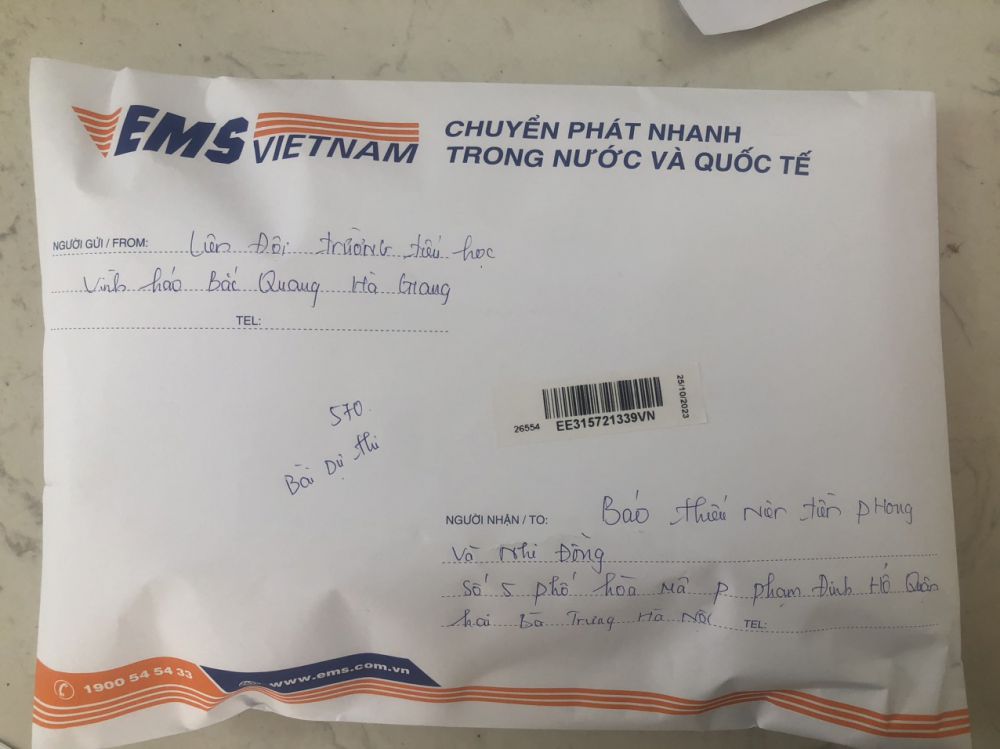 EMS VIETNAM
CHUYỂN PHÁT NHANH
TRONG NƯỚC VÀ QUỐC TẾ
NGƯỜI GỬI / FROM: Liên Đội trường tiểu học
Vĩnh hảo Bắc Quang Hà Giang
TEL:
25/10/2023
26554 EE315721339VN
570
Bài Dự thi
NGƯỜI NHẬN / TO: Báo thiếu Niên tiền pHong
Và Nhi Đồng
Số 5 phố hòa Mã p phạm Đình Hổ Quận
hai Bà Trưng Hà Nội TEL:
1900 54 54 33
www.ems.com.vn